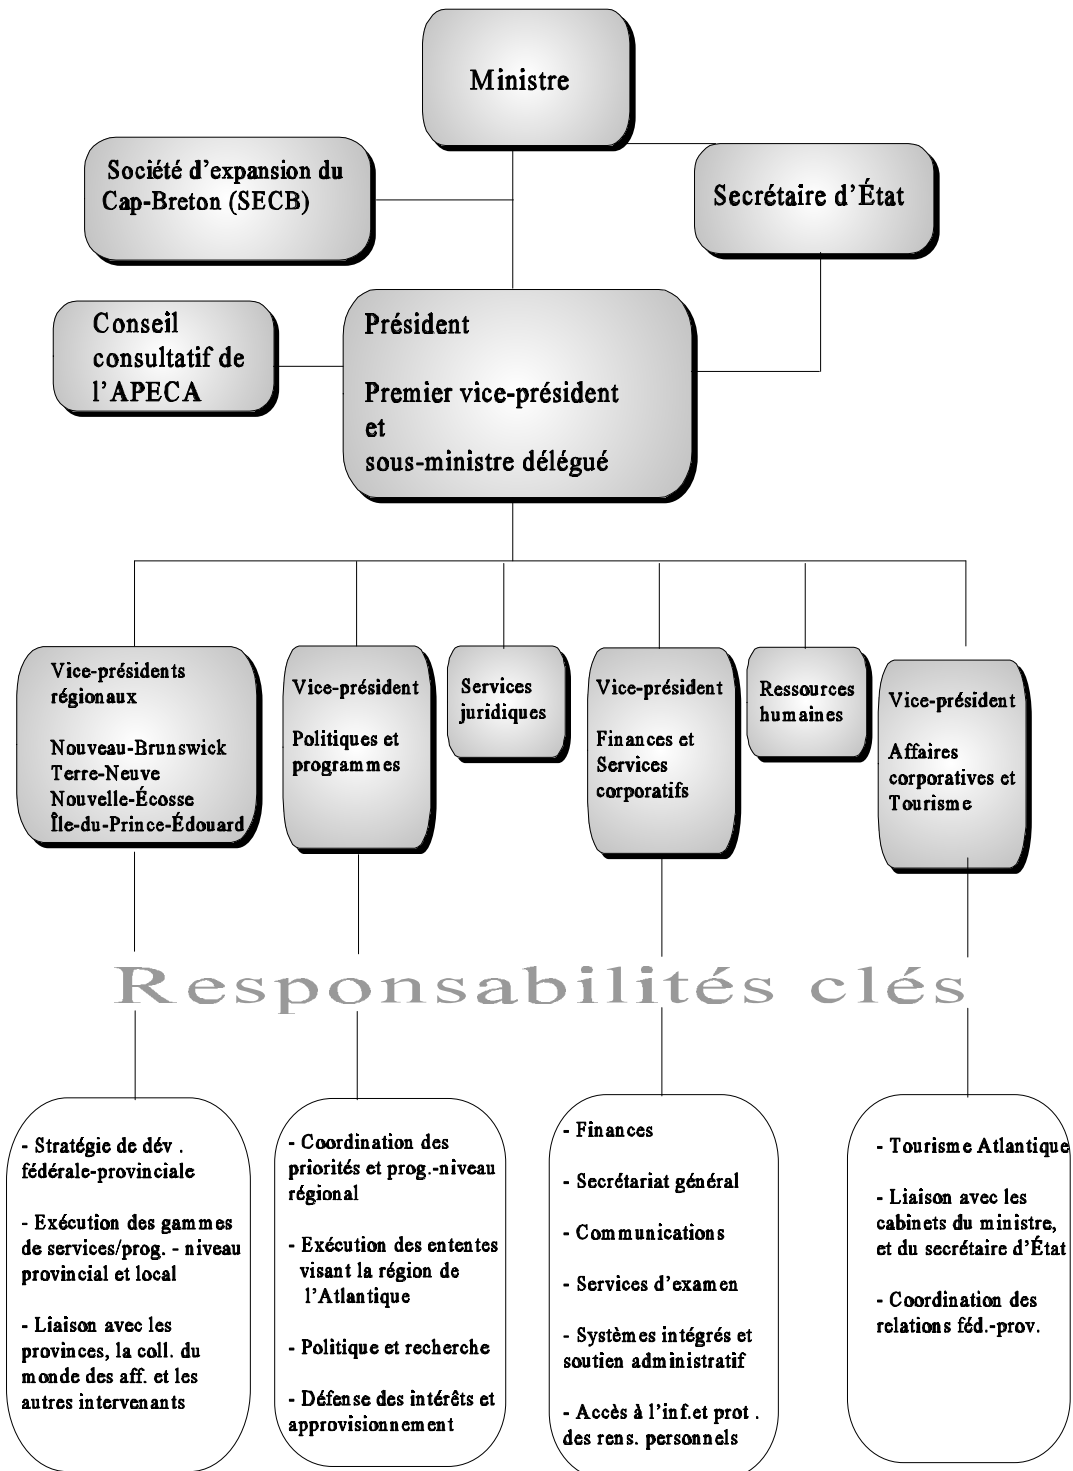 Ministre
Société d'expansion du
Cap-Breton (SECB)
Secrétaire d'État
Conseil
consultatif de
l'APECA
Président
Premier vice-président
et
sous-ministre délégué
Vice-présidents
régionaux
Nouveau-Brunswick
Terre-Neuve
Nouvelle-Écosse
Île-du-Prince-Édouard
Vice-président
Politiques et
programmes
Services
juridiques
Vice-président
Finances et
Services
corporatifs
Ressources
humaines
Vice-président
Affaires
corporatives et
Tourisme
Responsabilités clés
- Stratégie de dév .
fédérale-provinciale
- Exécution des gammes
de services/prog. - niveau
provincial et local
- Liaison avec les
provinces, la coll. du
monde des aff. et les
autres intervenants
- Coordination des
priorités et prog.-niveau
régional
- Exécution des ententes
visant la région de
l'Atlantique
- Politique et recherche
- Défense des intérêts et
approvisionnement
- Finances
- Secrétariat général
- Communications
- Services d'examen
- Systèmes intégrés et
soutien administratif
- Accès à l'inf.et prot .
des rens. personnels
- Tourisme Atlantique
- Liaison avec les
cabinets du ministre,
et du secrétaire d'État
- Coordination des
relations féd.-prov.